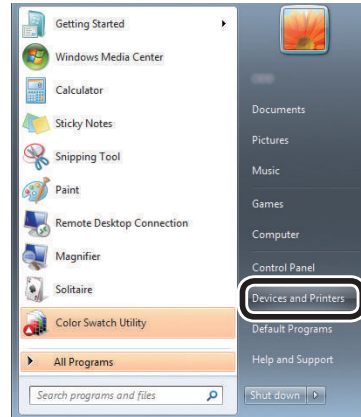 Getting Started
Windows Media Center
Calculator
Sticky Notes
Snipping Tool
Paint
Remote Desktop Connection
Magnifier
Solitaire
Color Swatch Utility
All Programs
Search programs and files
Documents
Pictures
Music
Games
Computer
Control Panel
Devices and Printers
Default Programs
Help and Support
Shut down